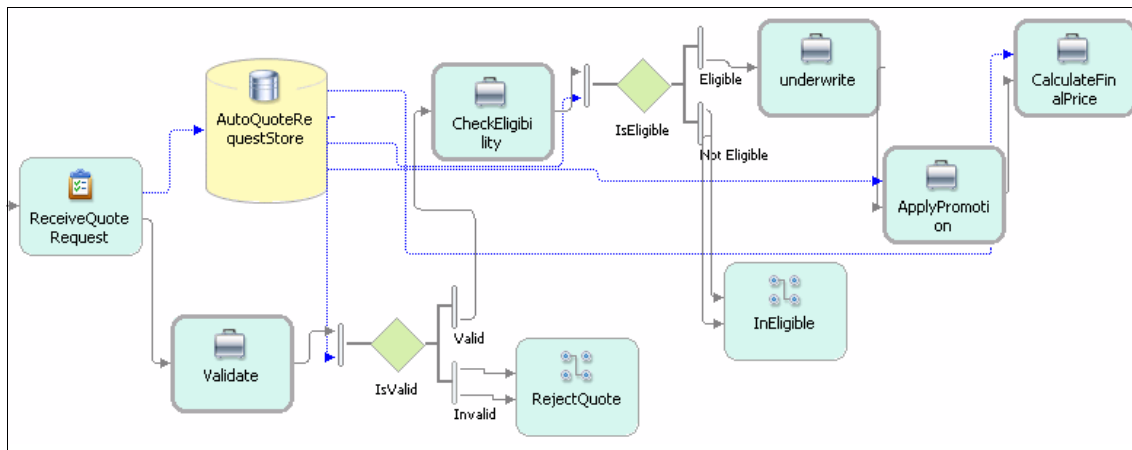 AutoQuoteRe
questStore
ReceiveQuote
Request
Validate
IsValid
Valid
Invalid
RejectQuote
CheckEligibi
lity
IsEligible
Eligible
Not Eligible
InEligible
underwrite
ApplyPromoti
on
CalculateFin
alPrice